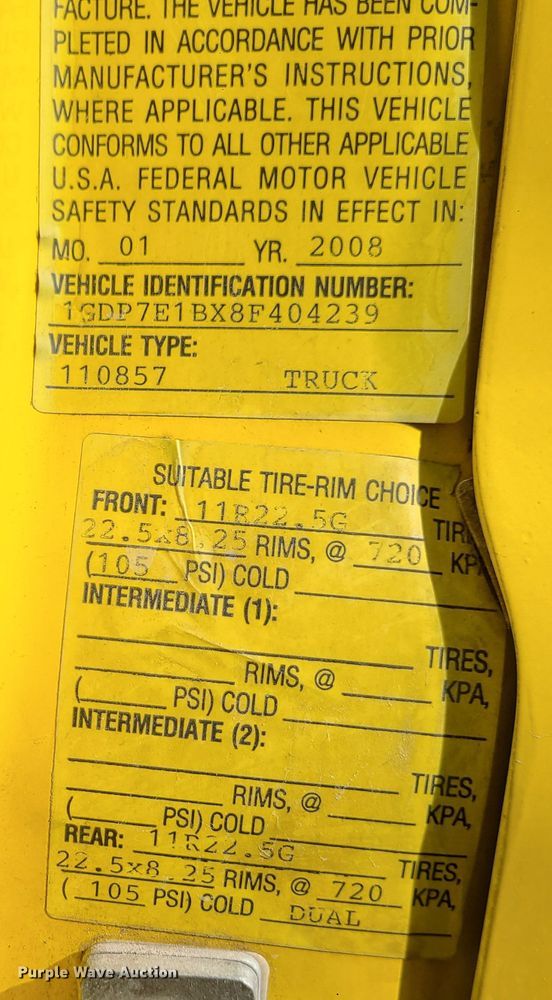 FACTURE. THE VEHICLE HAS BEEN COM-
PLETED IN ACCORDANCE WITH PRIOR
MANUFACTURER'S INSTRUCTIONS,
WHERE APPLICABLE. THIS VEHICLE
CONFORMS TO ALL OTHER APPLICABLE
U.S.A. FEDERAL MOTOR VEHICLE
SAFETY STANDARDS IN EFFECT IN:
MO. 01 YR. 2008
VEHICLE IDENTIFICATION NUMBER:
1GDP7E1BX8F404239
VEHICLE TYPE:
110857 TRUCK
SUITABLE TIRE-RIM CHOICE
FRONT: 11R22.5G TIR
22.5x8.25 RIMS, @ 720 KP
(105 PSI) COLD
INTERMEDIATE (1):
TIRES,
RIMS, @ KPA,
( PSI) COLD
INTERMEDIATE (2):
TIRES,
RIMS, @ KPA,
( PSI) COLD
REAR: 11R22.5G TIRES,
22.5x8.25 RIMS, @ 720 KPA,
( 105 PSI) COLD DUAL
Purple Wave Auction